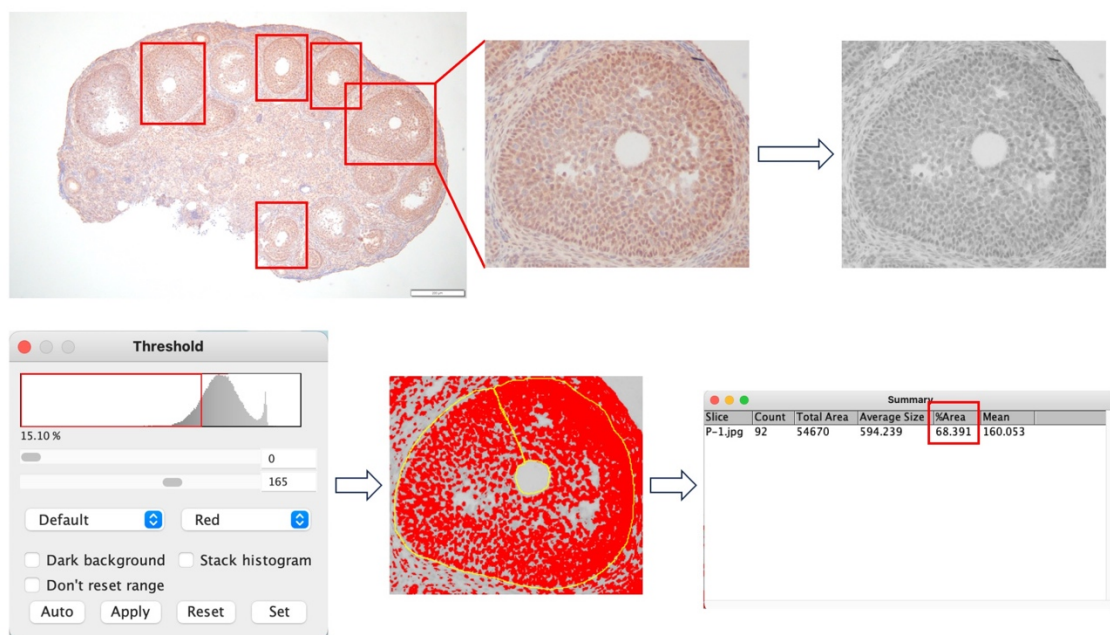 Threshold
15.10 %
0
165
Default Red
Dark background Stack histogram
Don't reset range
Auto Apply Reset Set
Summary
Slice Count Total Area Average Size %Area Mean
P-1.jpg 92 54670 594.239 68.391 160.053